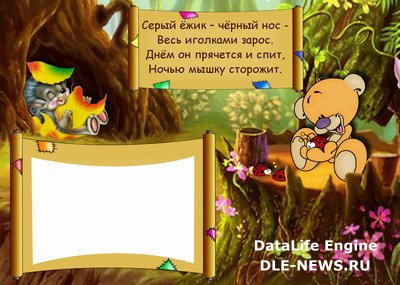 Серый ёжик – чёрный нос -
Весь иголками зарос.
Днём он прячется и спит,
Ночью мышку сторожит.
DataLife Engine
DLE-NEWS.RU